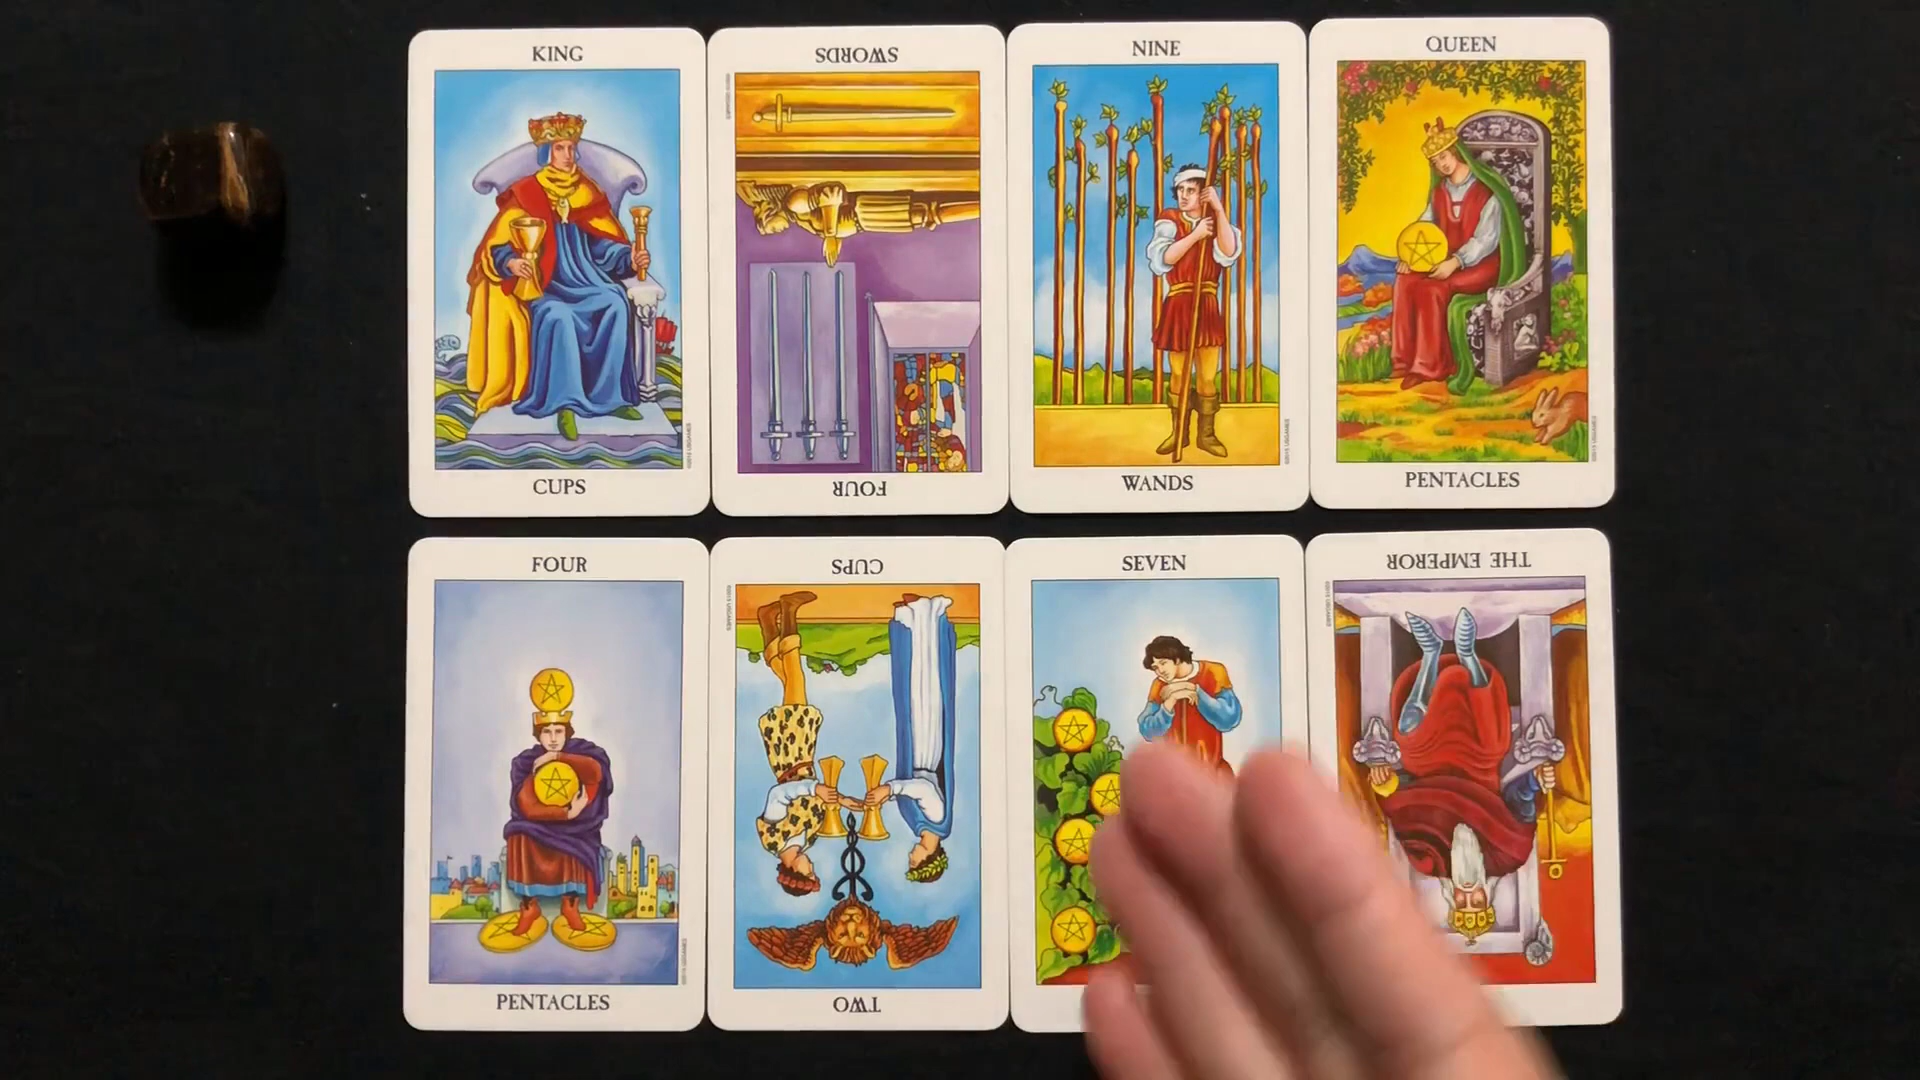 KING
CUPS
SWORDS
FOUR
NINE
WANDS
QUEEN
PENTACLES
FOUR
PENTACLES
CUPS
TWO
SEVEN
THE EMPEROR